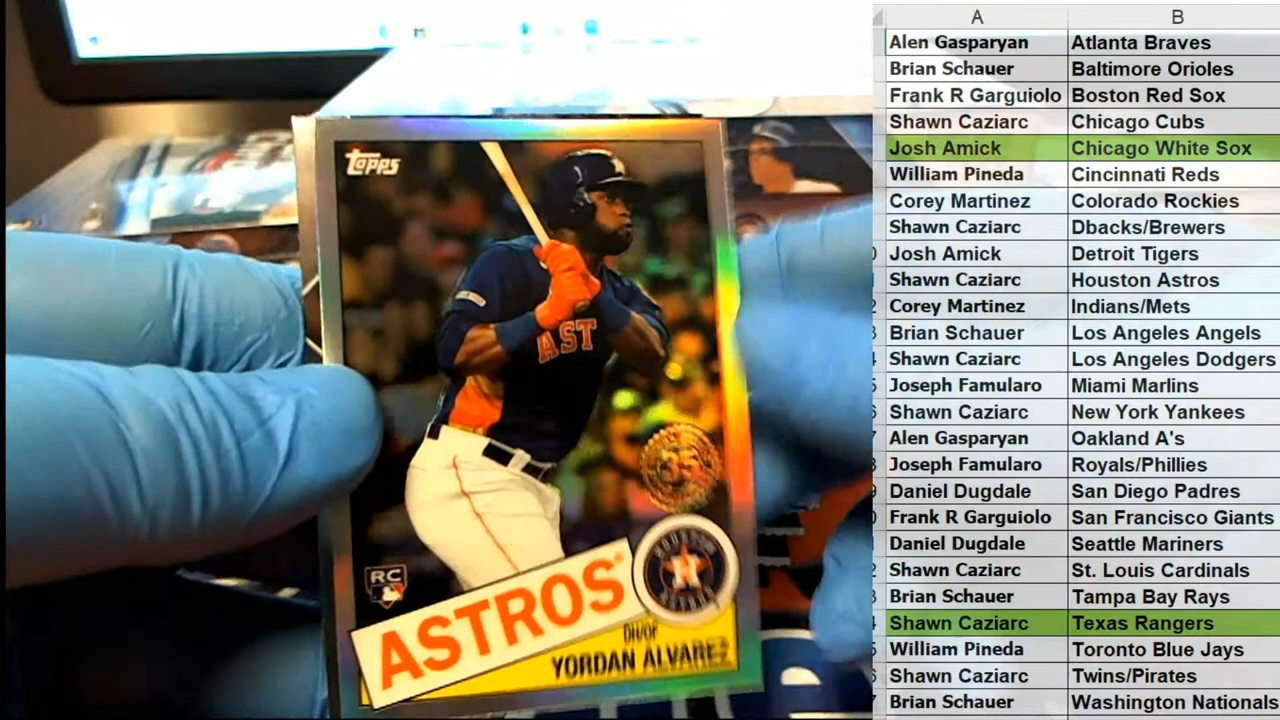 Topps
AST
35
RC
ASTROS
HOUSTON
DH/OF
YORDAN ALVAREZ
A B
Alen Gasparyan Atlanta Braves
Brian Schauer Baltimore Orioles
Frank R Garguiolo Boston Red Sox
Shawn Caziarc Chicago Cubs
Josh Amick Chicago White Sox
William Pineda Cincinnati Reds
Corey Martinez Colorado Rockies
Shawn Caziarc Dbacks/Brewers
Josh Amick Detroit Tigers
Shawn Caziarc Houston Astros
Corey Martinez Indians/Mets
Brian Schauer Los Angeles Angels
Shawn Caziarc Los Angeles Dodgers
Joseph Famularo Miami Marlins
Shawn Caziarc New York Yankees
Alen Gasparyan Oakland A's
Joseph Famularo Royals/Phillies
Daniel Dugdale San Diego Padres
Frank R Garguiolo San Francisco Giants
Daniel Dugdale Seattle Mariners
Shawn Caziarc St. Louis Cardinals
Brian Schauer Tampa Bay Rays
Shawn Caziarc Texas Rangers
William Pineda Toronto Blue Jays
Shawn Caziarc Twins/Pirates
Brian Schauer Washington Nationals